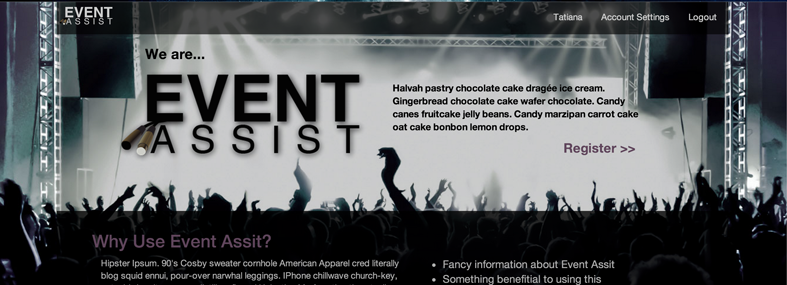 EVENT
ASSIST
Tatiana
Account Settings
Logout
We are...
EVENT
ASSIST
Halvah pastry chocolate cake dragée ice cream.
Gingerbread chocolate cake wafer chocolate. Candy
canes fruitcake jelly beans. Candy marzipan carrot cake
oat cake bonbon lemon drops.
Register >>
Why Use Event Assit?
Hipster Ipsum. 90's Cosby sweater cornhole American Apparel cred literally
blog squid ennui, pour-over narwhal leggings. IPhone chillwave church-key,
• Fancy information about Event Assit
• Something benefitial to using this